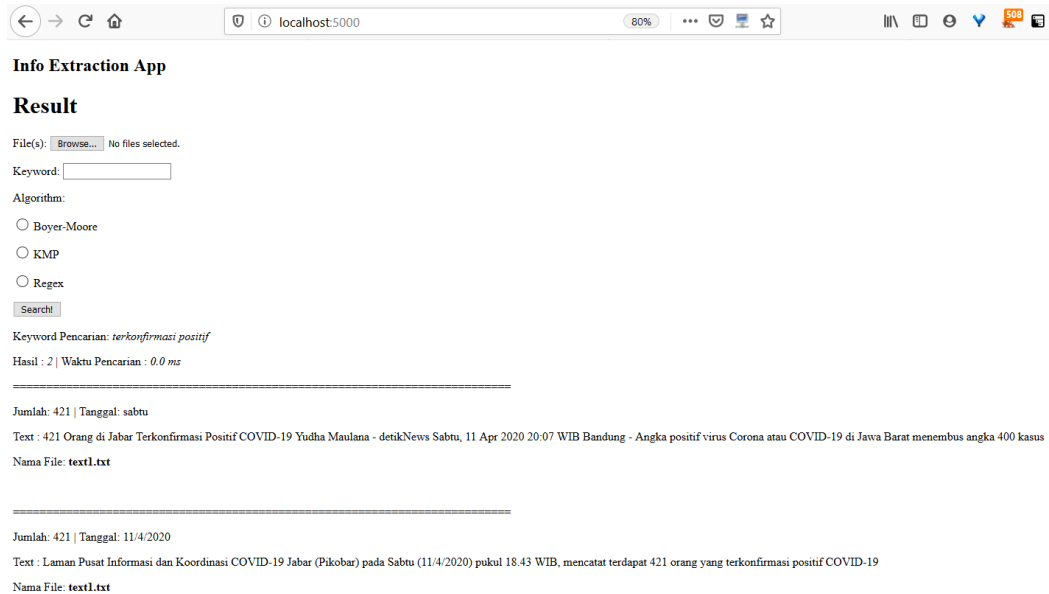 localhost:5000
80%
508
Info Extraction App
Result
File(s): Browse... No files selected.
Keyword:
Algorithm:
Boyer-Moore
KMP
Regex
Search!
Keyword Pencarian: terkonfirmasi positif
Hasil : 2 | Waktu Pencarian : 0.0 ms
===========================================================================
Jumlah: 421 | Tanggal: sabtu
Text : 421 Orang di Jabar Terkonfirmasi Positif COVID-19 Yudha Maulana - detikNews Sabtu, 11 Apr 2020 20:07 WIB Bandung - Angka positif virus Corona atau COVID-19 di Jawa Barat menembus angka 400 kasus
Nama File: text1.txt
===========================================================================
Jumlah: 421 | Tanggal: 11/4/2020
Text : Laman Pusat Informasi dan Koordinasi COVID-19 Jabar (Pikobar) pada Sabtu (11/4/2020) pukul 18.43 WIB, mencatat terdapat 421 orang yang terkonfirmasi positif COVID-19
Nama File: text1.txt